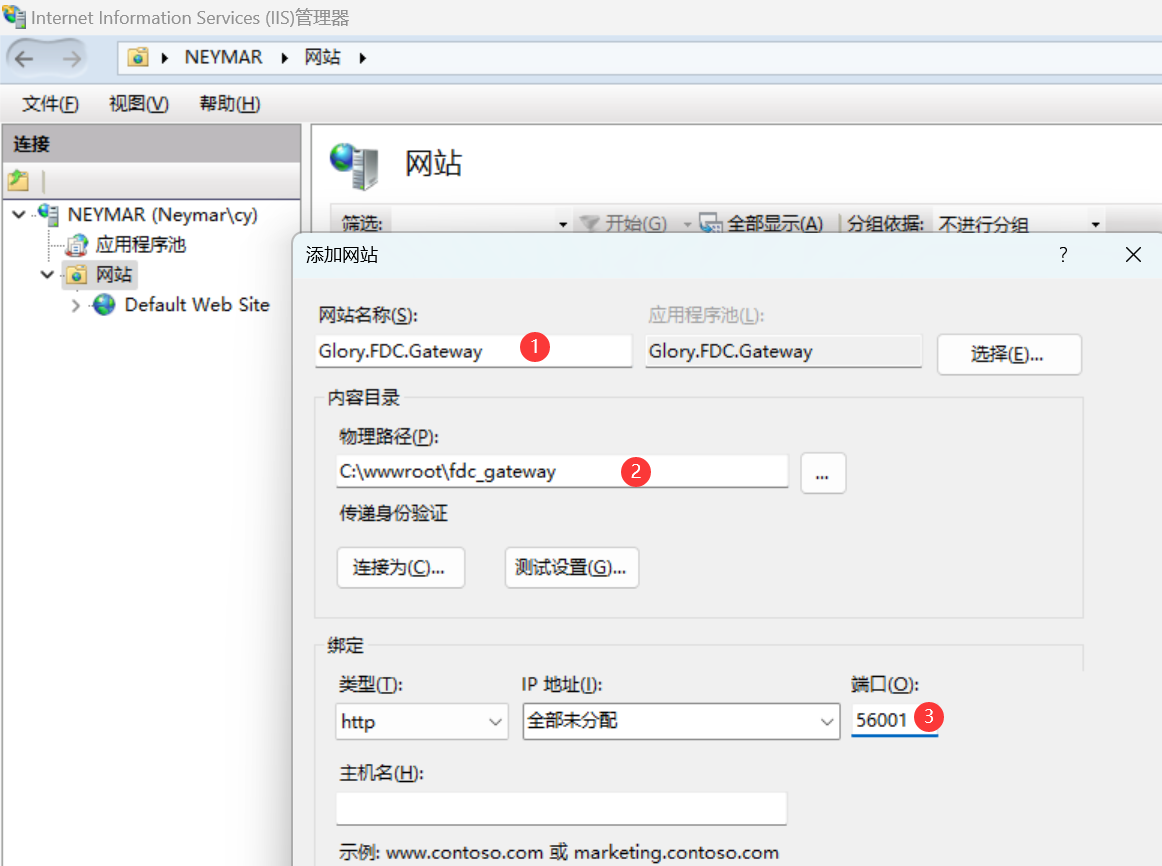 Internet Information Services (IIS)管理器
NEYMAR 网站
文件(F) 视图(V) 帮助(H)
连接
网站
NEYMAR (Neymar\cy)
应用程序池
网站
Default Web Site
筛选: 开始(G) 全部显示(A) 分组依据: 不进行分组
添加网站 ?
网站名称(S): 应用程序池(L):
Glory.FDC.Gateway 1 Glory.FDC.Gateway 选择(E)...
内容目录
物理路径(P):
C:\wwwroot\fdc_gateway 2 ...
传递身份验证
连接为(C)... 测试设置(G)...
绑定
类型(T): IP 地址(I): 端口(O):
http 全部未分配 56001 3
主机名(H):
示例: www.contoso.com 或 marketing.contoso.com